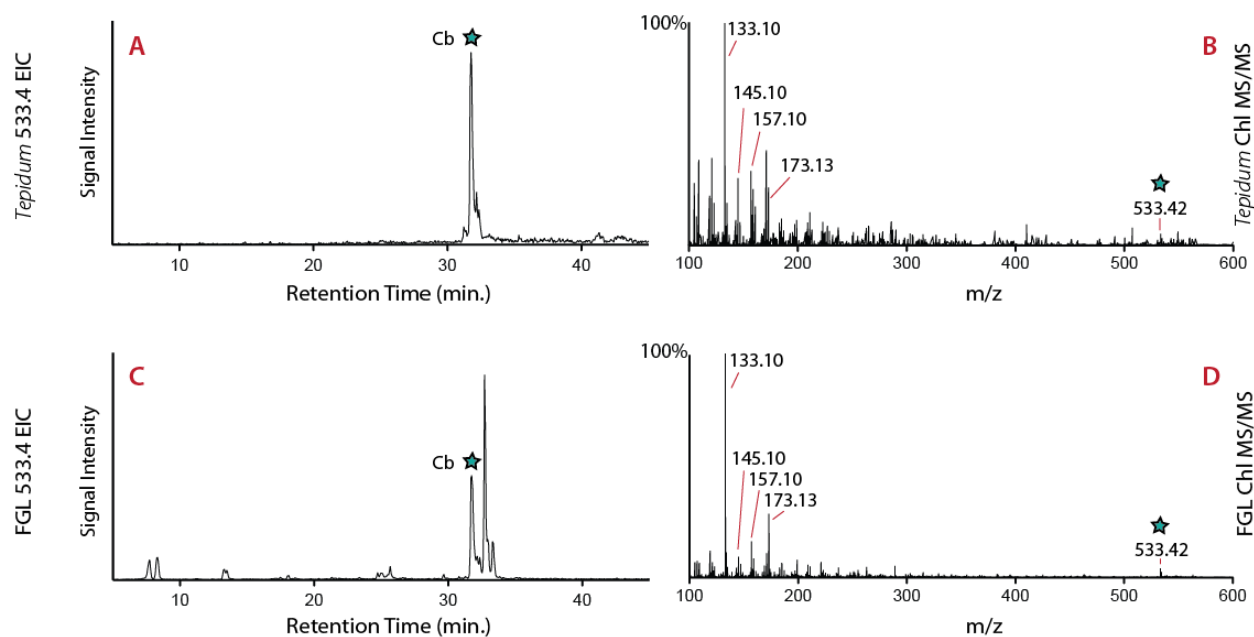 Tepidum 533.4 EIC
Signal Intensity
A
Cb
10
20
30
40
Retention Time (min.)
100%
133.10
145.10
157.10
173.13
533.42
B
Tepidum Chl MS/MS
100
200
300
400
500
600
m/z
FGL 533.4 EIC
Signal Intensity
C
Cb
10
20
30
40
Retention Time (min.)
100%
133.10
145.10
157.10
173.13
533.42
D
FGL Chl MS/MS
100
200
300
400
500
600
m/z